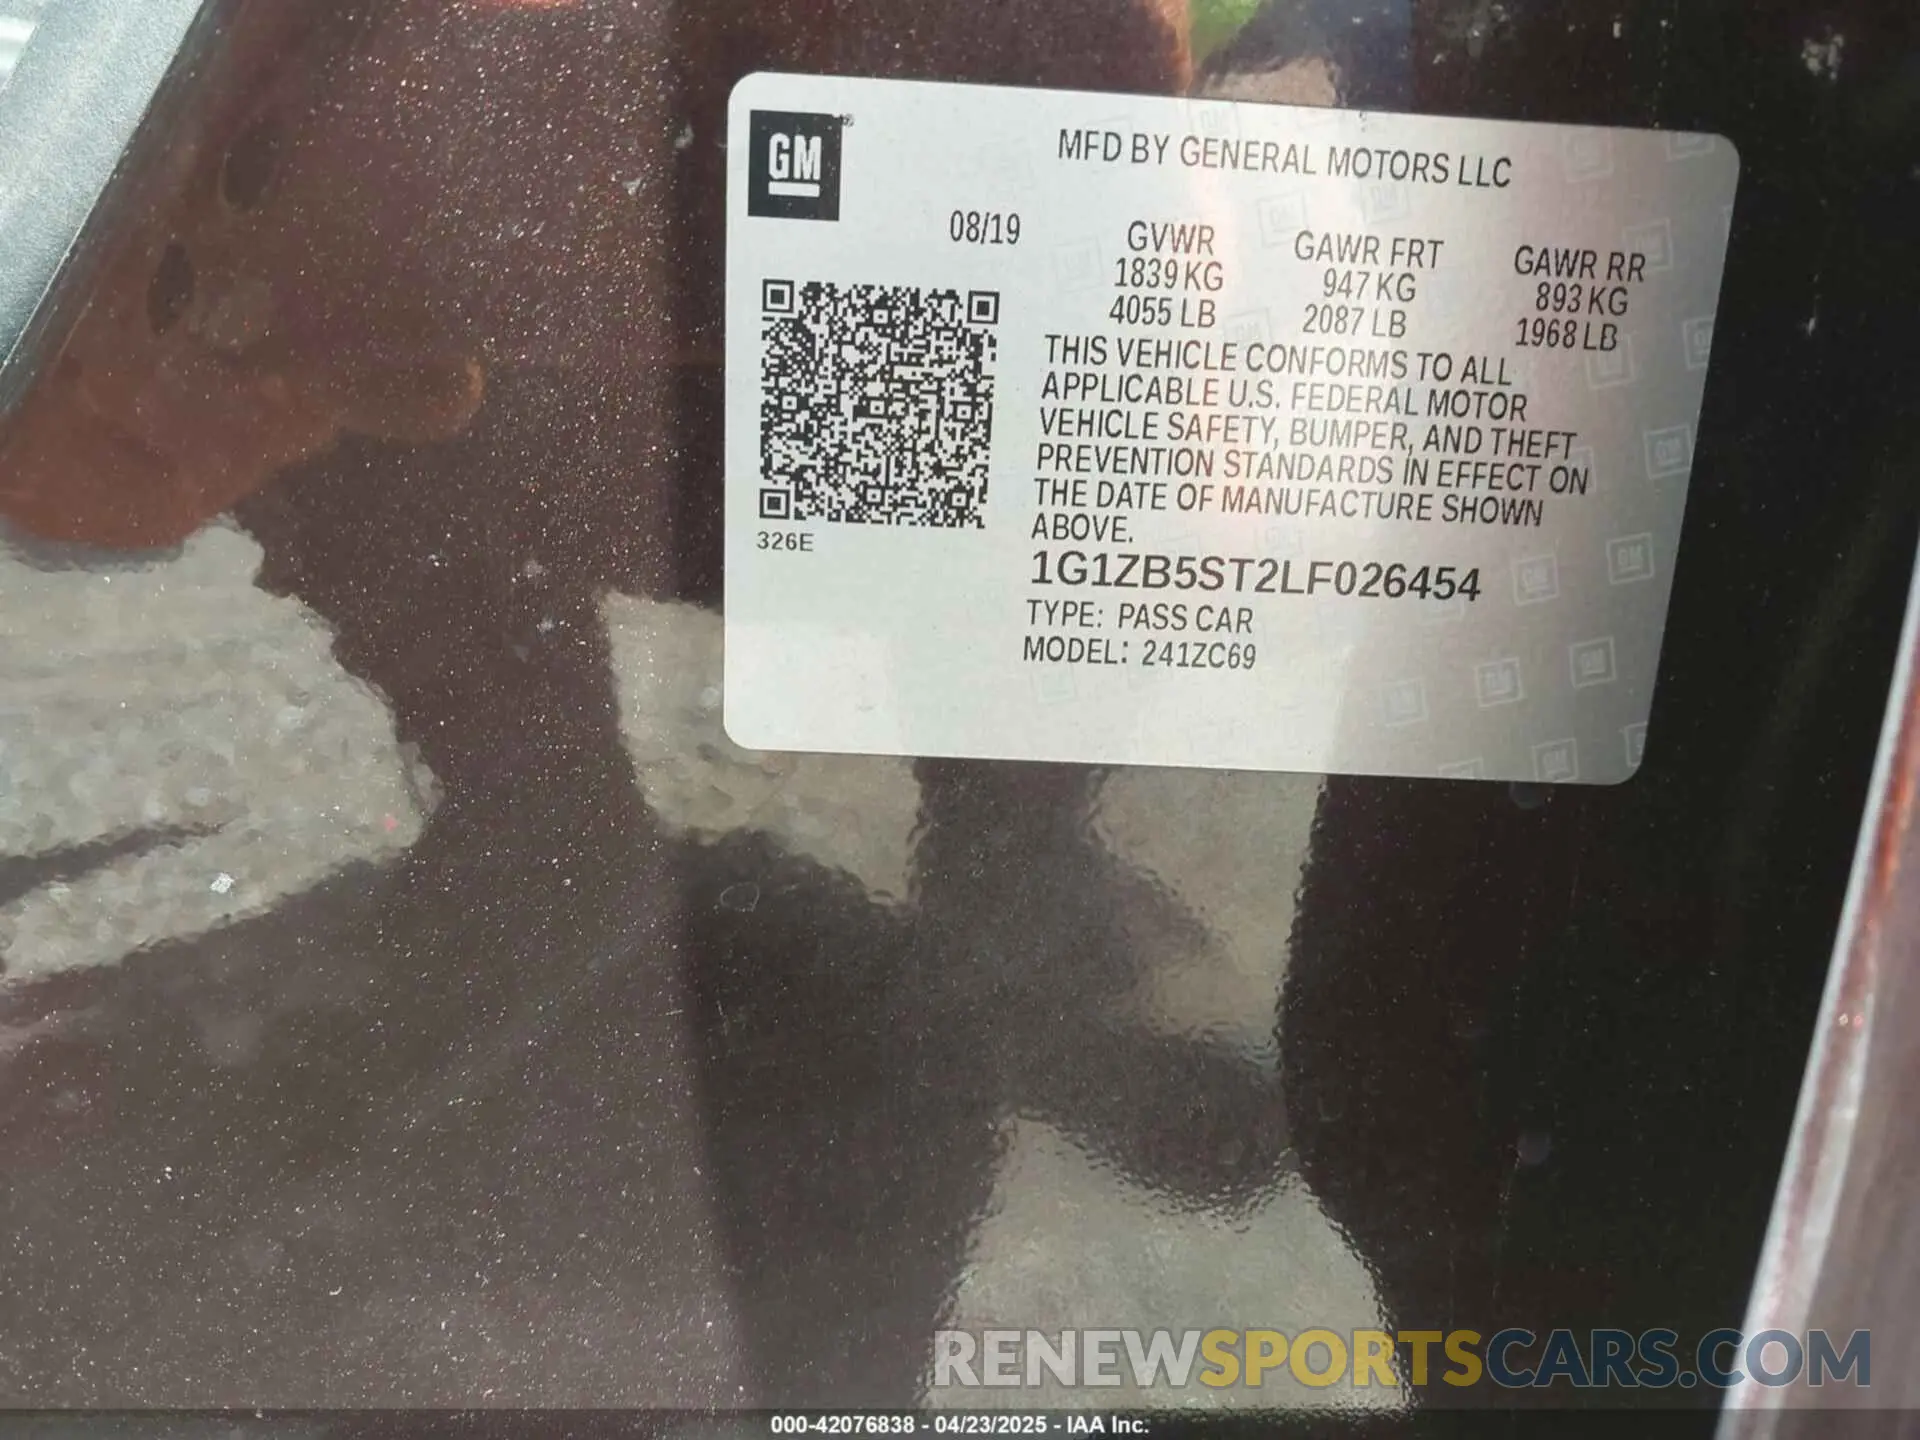 GM
MFD BY GENERAL MOTORS LLC
08/19
GVWR GAWR FRT GAWR RR
1839 KG 947 KG 893 KG
4055 LB 2087 LB 1968 LB
THIS VEHICLE CONFORMS TO ALL
APPLICABLE U.S. FEDERAL MOTOR
VEHICLE SAFETY, BUMPER, AND THEFT
PREVENTION STANDARDS IN EFFECT ON
THE DATE OF MANUFACTURE SHOWN
ABOVE.
326E
1G1ZB5ST2LF026454
TYPE: PASS CAR
MODEL: 241ZC69
RENEWSPORTSCARS.COM
000-42076838 - 04/23/2025 - IAA Inc.